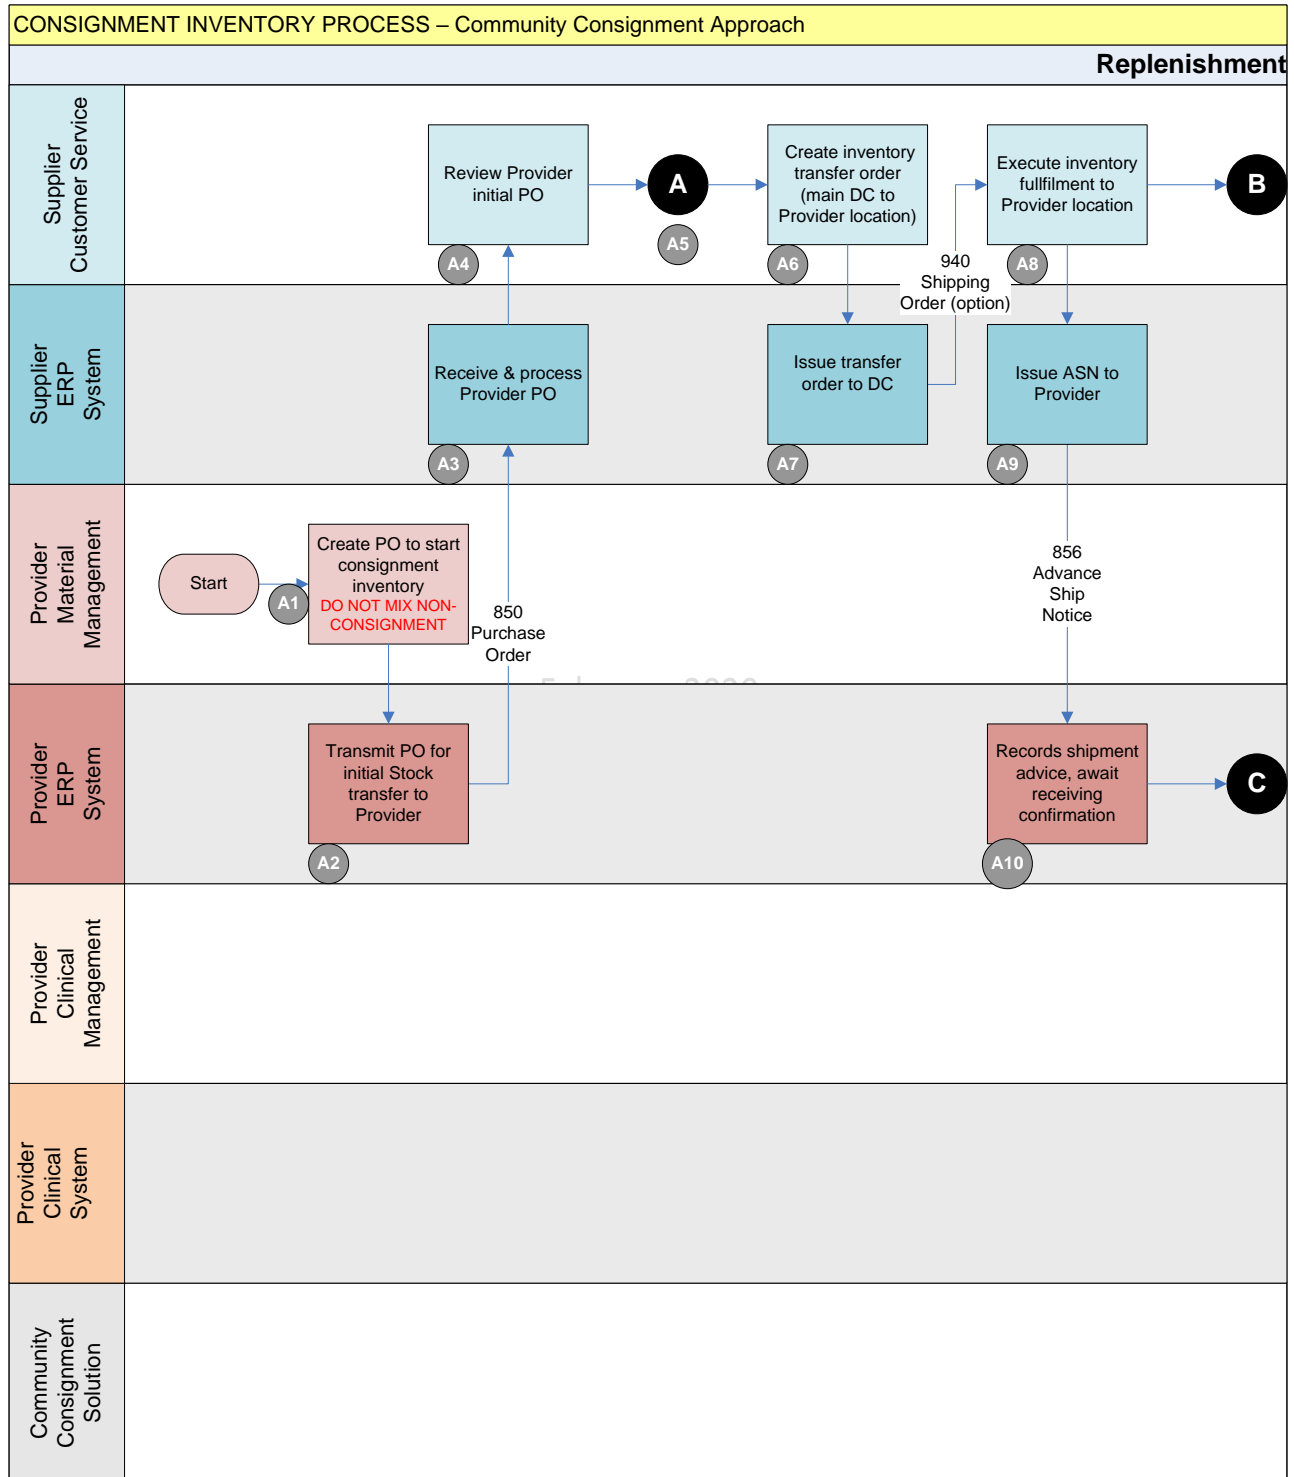 CONSIGNMENT INVENTORY PROCESS – Community Consignment Approach
Replenishment
Supplier
Customer Service
Review Provider
initial PO
A4
A
A5
Create inventory
transfer order
(main DC to
Provider location)
A6
940
Shipping
Order (option)
Execute inventory
fullfilment to
Provider location
A8
B
Supplier
ERP
System
Receive & process
Provider PO
A3
Issue transfer
order to DC
A7
Issue ASN to
Provider
A9
Provider
Material
Management
Start
A1
Create PO to start
consignment
inventory
DO NOT MIX NON-
CONSIGNMENT
850
Purchase
Order
856
Advance
Ship
Notice
Provider
ERP
System
Transmit PO for
initial Stock
transfer to
Provider
A2
Records shipment
advice, await
receiving
confirmation
A10
C
Provider
Clinical
Management
Provider
Clinical
System
Community
Consignment
Solution